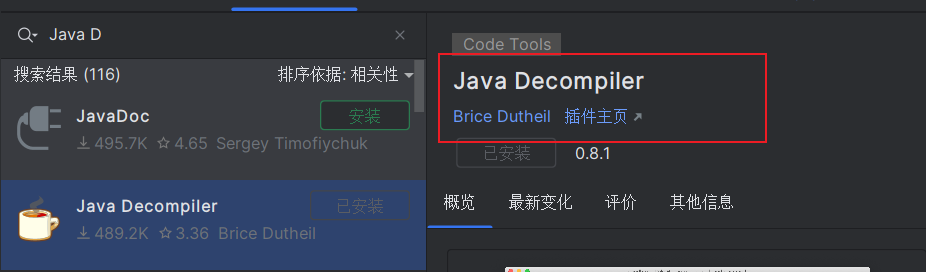 Java D
搜索结果 (116)
排序依据: 相关性
JavaDoc
安装
495.7K 4.65 Sergey Timofiychuk
Java Decompiler
已安装
489.2K 3.36 Brice Dutheil
Code Tools
Java Decompiler
Brice Dutheil 插件主页
已安装 0.8.1
概览 最新变化 评价 其他信息